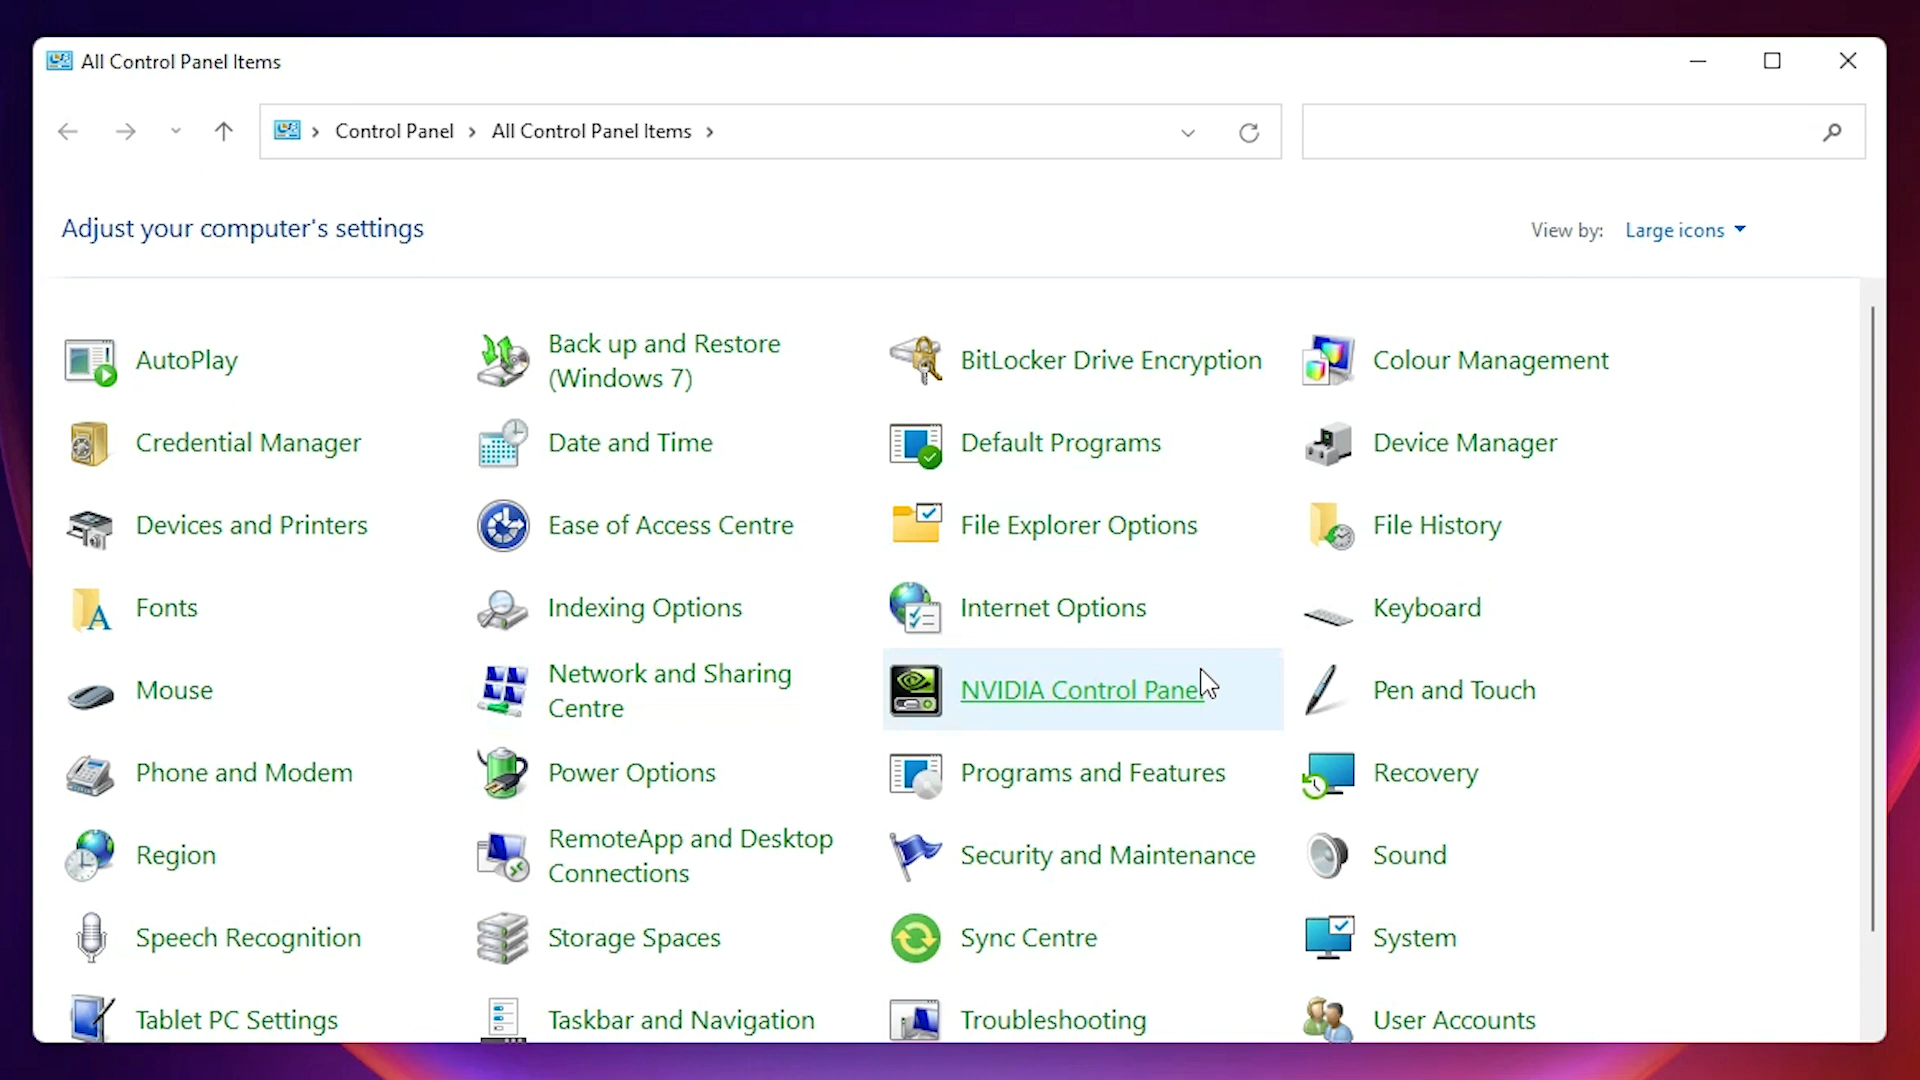 All Control Panel Items
Control Panel
All Control Panel Items
Adjust your computer's settings
View by: Large icons
AutoPlay
Back up and Restore
(Windows 7)
BitLocker Drive Encryption
Colour Management
Credential Manager
Date and Time
Default Programs
Device Manager
Devices and Printers
Ease of Access Centre
File Explorer Options
File History
Fonts
Indexing Options
Internet Options
Keyboard
Mouse
Network and Sharing
Centre
NVIDIA Control Panel
Pen and Touch
Phone and Modem
Power Options
Programs and Features
Recovery
Region
RemoteApp and Desktop
Connections
Security and Maintenance
Sound
Speech Recognition
Storage Spaces
Sync Centre
System
Tablet PC Settings
Taskbar and Navigation
Troubleshooting
User Accounts